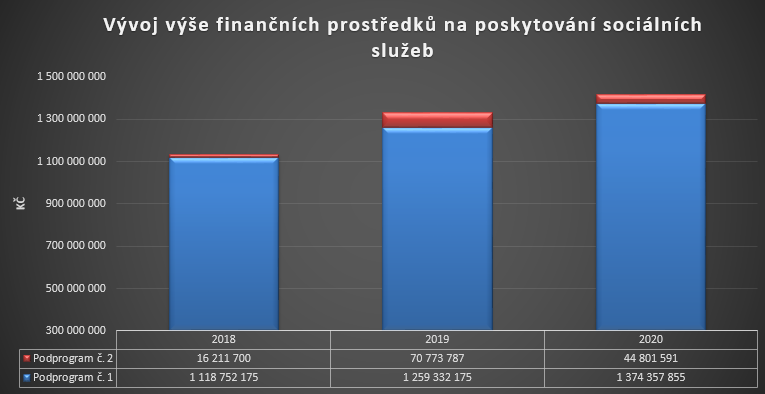 Vývoj výše finančních prostředků na poskytování sociálních
služeb
1 500 000 000
1 300 000 000
1 100 000 000
900 000 000
700 000 000
500 000 000
300 000 000
KČ
2018 2019 2020
Podprogram č. 2 16 211 700 70 773 787 44 801 591
Podprogram č. 1 1 118 752 175 1 259 332 175 1 374 357 855